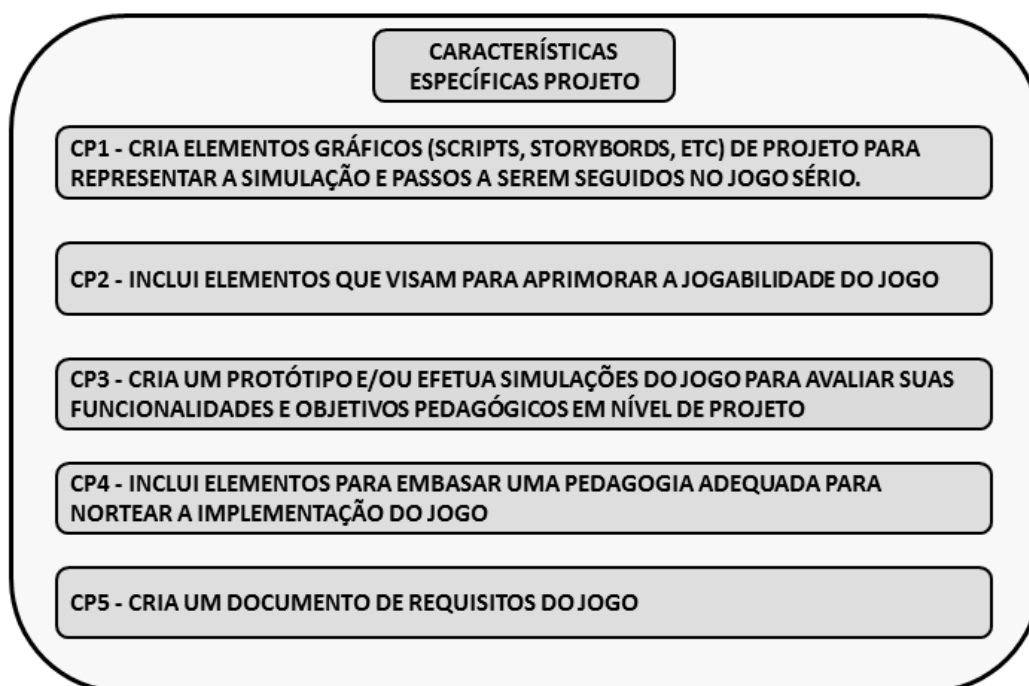 CARACTERÍSTICAS
ESPECÍFICAS PROJETO
CP1 - CRIA ELEMENTOS GRÁFICOS (SCRIPTS, STORYBORDS, ETC) DE PROJETO PARA
REPRESENTAR A SIMULAÇÃO E PASSOS A SEREM SEGUIDOS NO JOGO SÉRIO.
CP2 - INCLUI ELEMENTOS QUE VISAM PARA APRIMORAR A JOGABILIDADE DO JOGO
CP3 - CRIA UM PROTÓTIPO E/OU EFETUA SIMULAÇÕES DO JOGO PARA AVALIAR SUAS
FUNCIONALIDADES E OBJETIVOS PEDAGÓGICOS EM NÍVEL DE PROJETO
CP4 - INCLUI ELEMENTOS PARA EMBASAR UMA PEDAGOGIA ADEQUADA PARA
NORTEAR A IMPLEMENTAÇÃO DO JOGO
CP5 - CRIA UM DOCUMENTO DE REQUISITOS DO JOGO